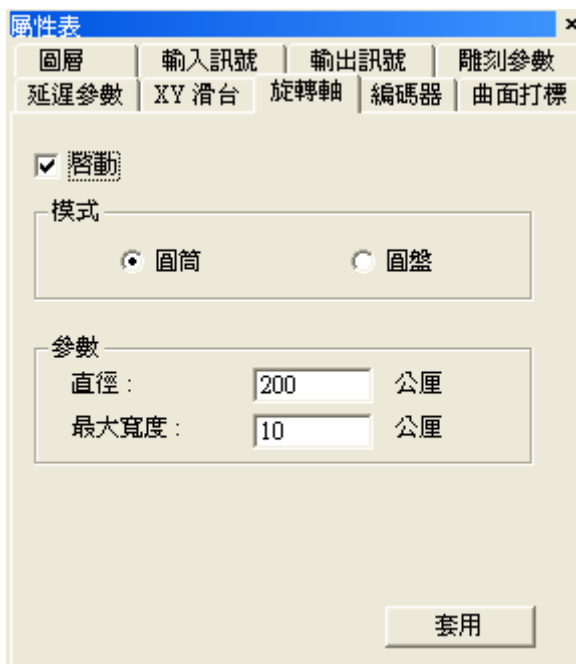 屬性表
圖層 輸入訊號 輸出訊號 雕刻參數
延遲參數 XY 滑台 旋轉軸 編碼器 曲面打標
啓動
模式
圓筒 圓盤
參數
直徑 : 200 公厘
最大寬度 : 10 公厘
套用